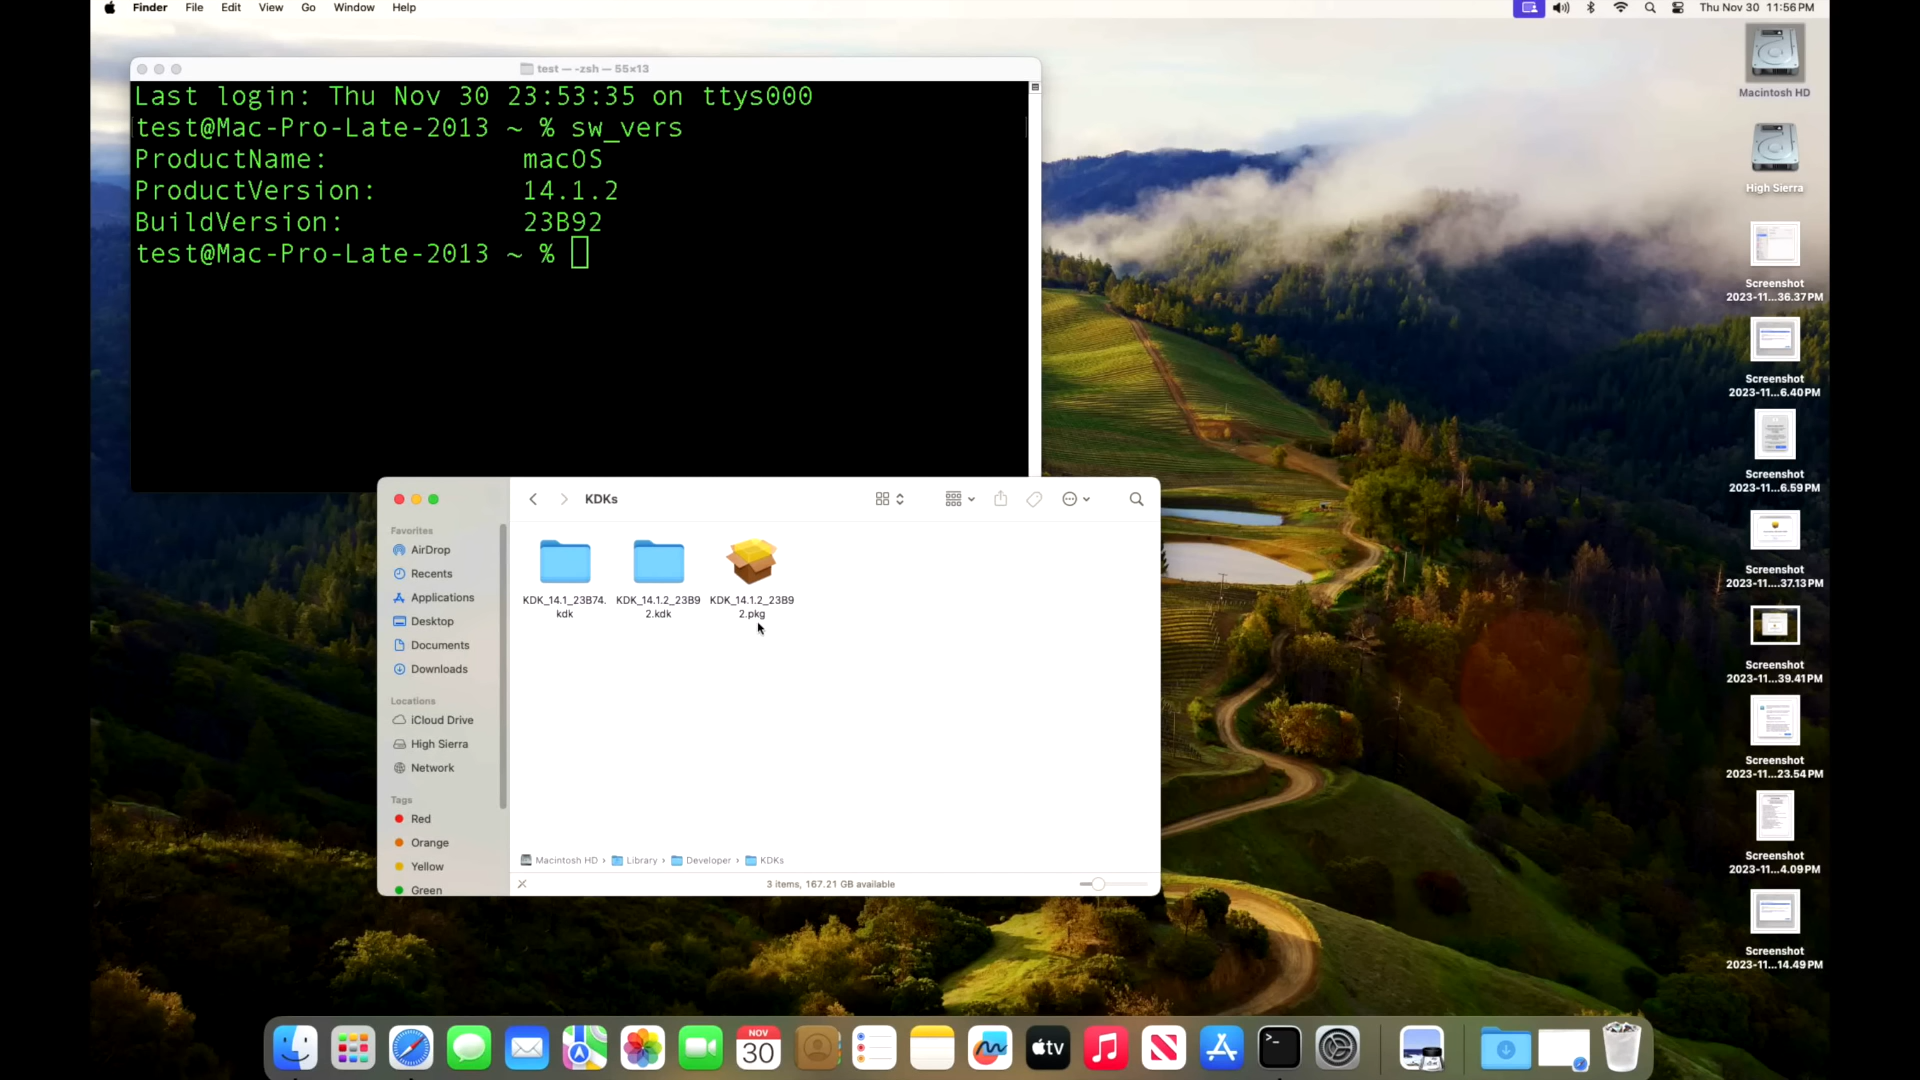 Finder File Edit View Go Window Help
Thu Nov 30 11:56 PM
test — -zsh — 55×13
Last login: Thu Nov 30 23:53:35 on ttys000
test@Mac-Pro-Late-2013 ~ % sw_vers
ProductName: macOS
ProductVersion: 14.1.2
BuildVersion: 23B92
test@Mac-Pro-Late-2013 ~ %
KDKs
Favorites
AirDrop
Recents
Applications
Desktop
Documents
Downloads
Locations
iCloud Drive
High Sierra
Network
Tags
Red
Orange
Yellow
Green
KDK_14.1_23B74.
kdk
KDK_14.1.2_23B9
2.kdk
KDK_14.1.2_23B9
2.pkg
Macintosh HD › Library › Developer › KDKs
3 items, 167.21 GB available
Macintosh HD
High Sierra
Screenshot
2023-11...36.37 PM
Screenshot
2023-11...6.40 PM
Screenshot
2023-11...6.59 PM
Screenshot
2023-11....37.13 PM
Screenshot
2023-11...39.41 PM
Screenshot
2023-11...23.54 PM
Screenshot
2023-11...4.09 PM
Screenshot
2023-11...14.49 PM
NOV
30
tv
>_